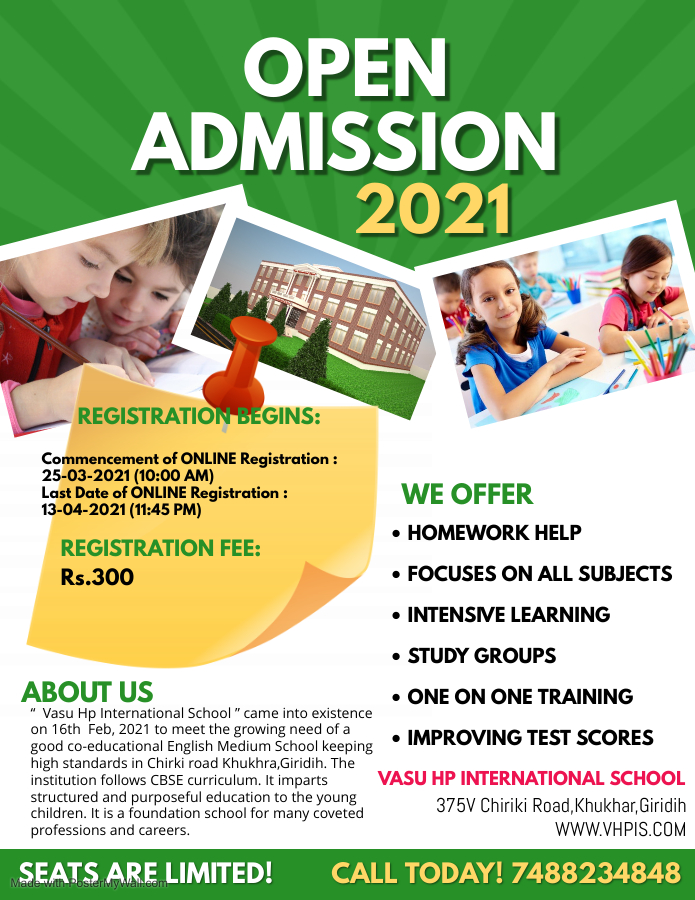 OPEN
ADMISSION
2021
REGISTRATION BEGINS:
Commencement of ONLINE Registration :
25-03-2021 (10:00 AM)
Last Date of ONLINE Registration :
13-04-2021 (11:45 PM)
REGISTRATION FEE:
Rs.300
WE OFFER
• HOMEWORK HELP
• FOCUSES ON ALL SUBJECTS
• INTENSIVE LEARNING
• STUDY GROUPS
• ONE ON ONE TRAINING
• IMPROVING TEST SCORES
ABOUT US
“ Vasu Hp International School ” came into existence
on 16th Feb, 2021 to meet the growing need of a
good co-educational English Medium School keeping
high standards in Chirki road Khukhra,Giridih. The
institution follows CBSE curriculum. It imparts
structured and purposeful education to the young
children. It is a foundation school for many coveted
professions and careers.
VASU HP INTERNATIONAL SCHOOL
375V Chiriki Road,Khukhar,Giridih
WWW.VHPIS.COM
SEATS ARE LIMITED!
CALL TODAY! 7488234848
Made with PosterMyWall.com